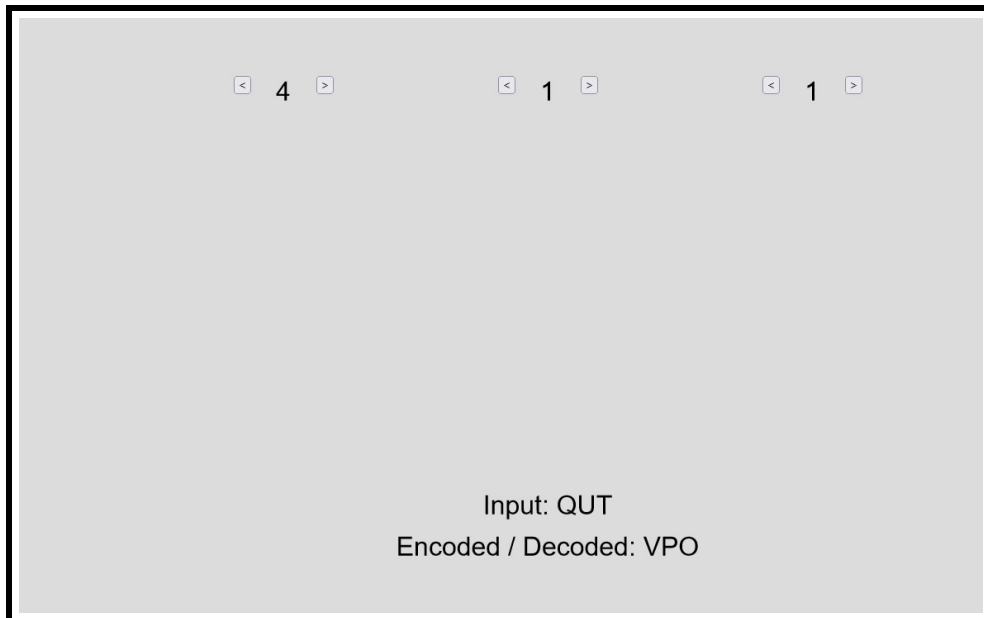 < 4 > < 1 > < 1 >
Input: QUT
Encoded / Decoded: VPO